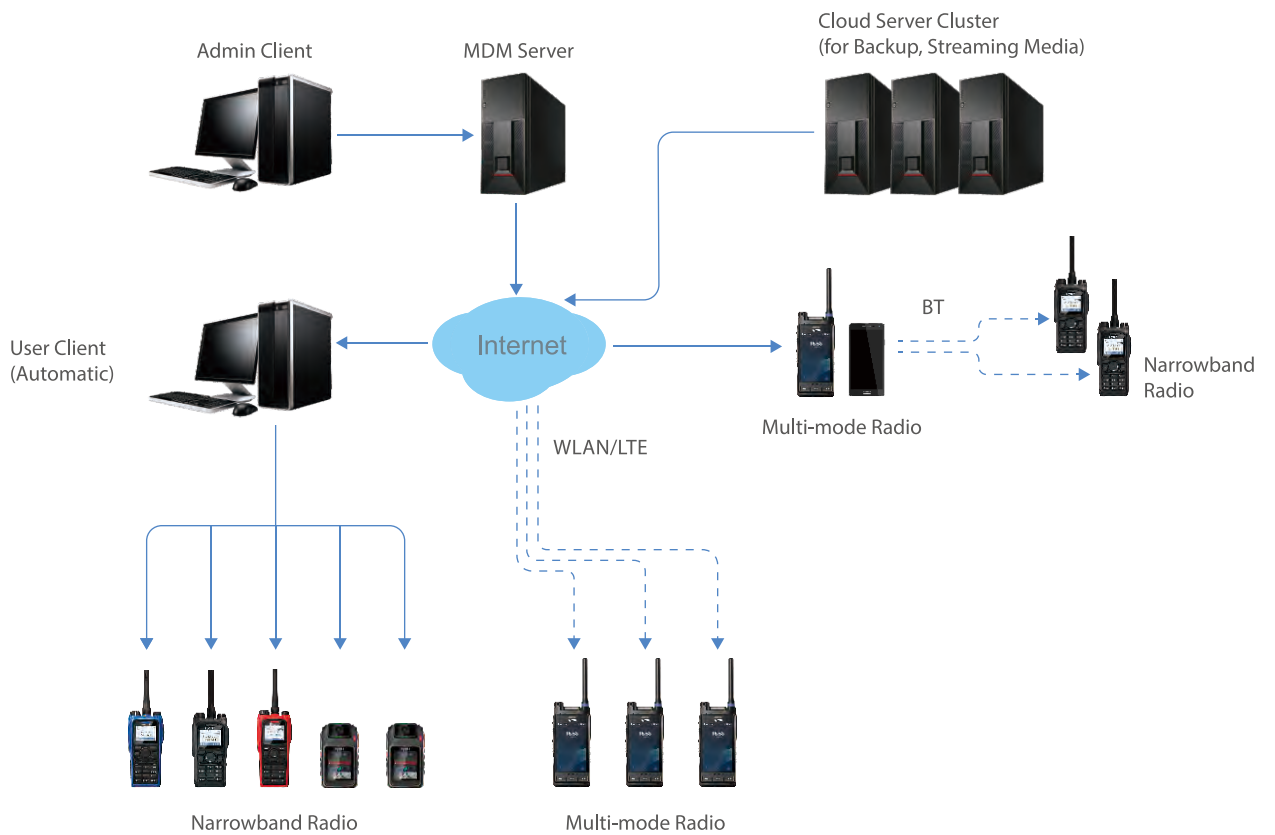 Admin Client
MDM Server
Cloud Server Cluster
(for Backup, Streaming Media)
User Client
(Automatic)
Internet
BT
Narrowband
Radio
Multi-mode Radio
WLAN/LTE
Narrowband Radio
Multi-mode Radio